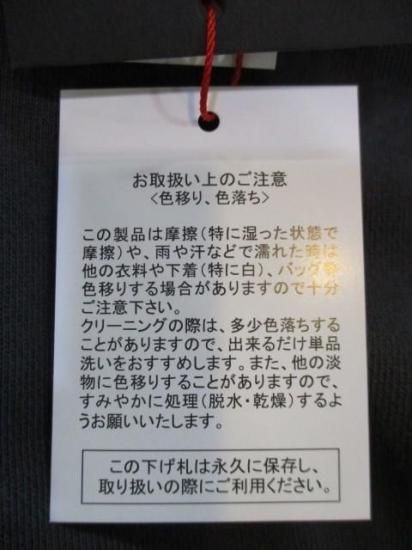 お取扱い上のご注意
<色移り、色落ち>
この製品は摩擦(特に湿った状態で
摩擦)や、雨や汗などで濡れた時は
他の衣料や下着(特に白)、バッグ等
色移りする場合がありますので十分
ご注意下さい。
クリーニングの際は、多少色落ちする
ことがありますので、出来るだけ単品
洗いをおすすめします。また、他の淡
物に色移りすることがありますので、
すみやかに処理(脱水・乾燥)するよ
うお願いいたします。
この下げ札は永久に保存し、
取り扱いの際にご利用ください。